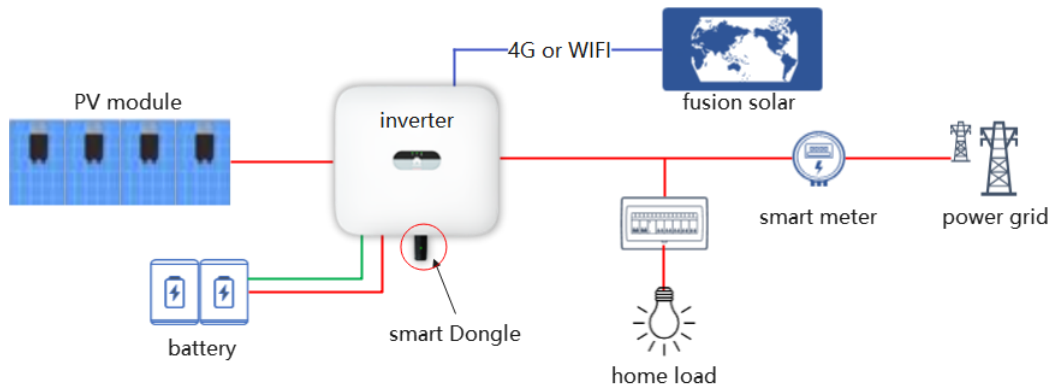 4G or WIFI
fusion solar
PV module
inverter
smart meter
power grid
smart Dongle
battery
home load